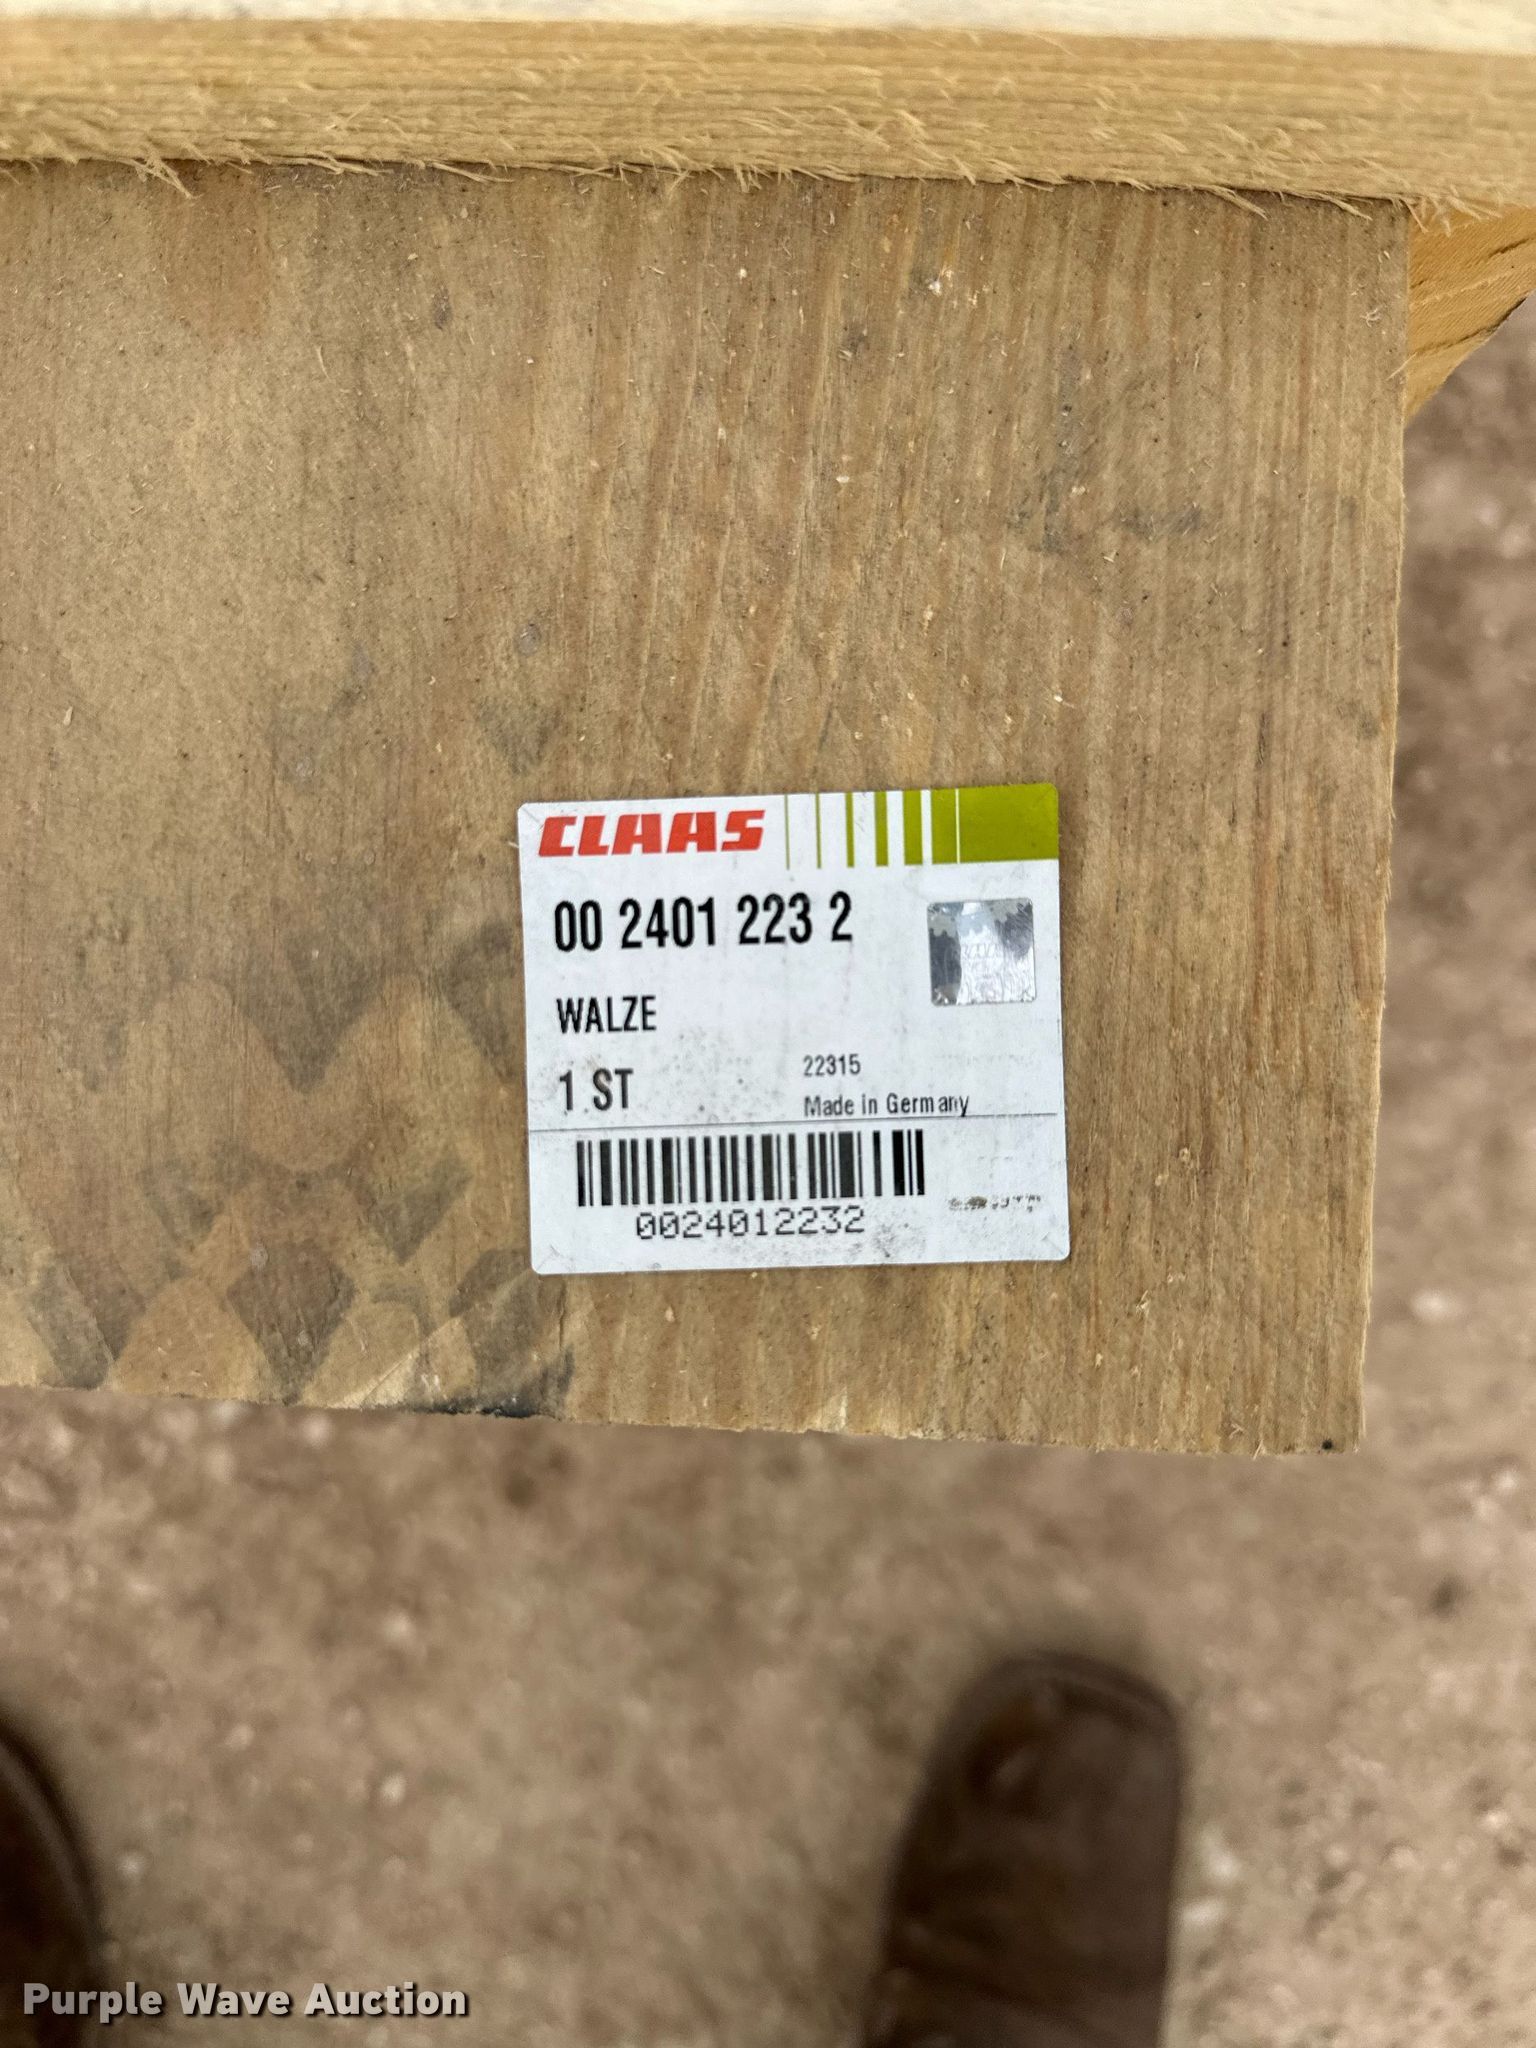 CLAAS
00 2401 223 2
WALZE
1 ST
22315
Made in Germany
0024012232
Purple Wave Auction